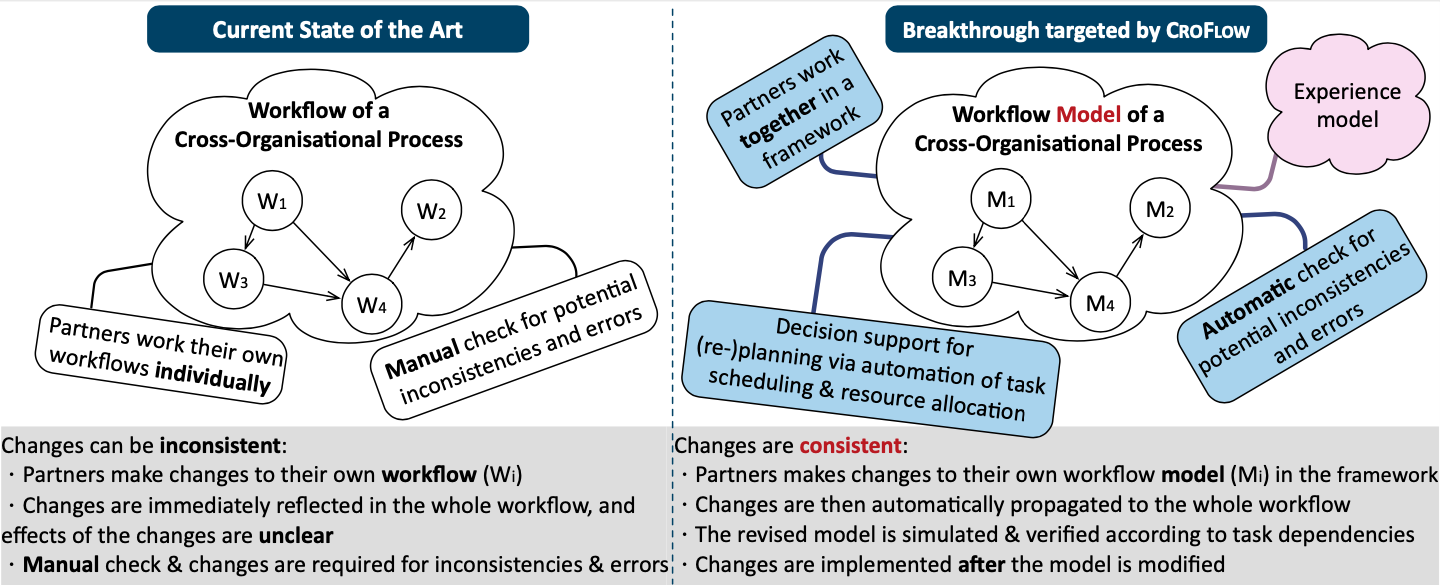 Current State of the Art
Workflow of a
Cross-Organisational Process
W1
W2
W3
W4
Partners work their own
workflows individually
Manual check for potential
inconsistencies and errors
Changes can be inconsistent:
· Partners make changes to their own workflow (Wi)
· Changes are immediately reflected in the whole workflow, and
effects of the changes are unclear
· Manual check & changes are required for inconsistencies & errors
Breakthrough targeted by CROFLOW
Partners work
together in a
framework
Workflow Model of a
Cross-Organisational Process
Experience
model
M1
M2
M3
M4
Decision support for
(re-)planning via automation of task
scheduling & resource allocation
Automatic check for
potential inconsistencies
and errors
Changes are consistent:
· Partners makes changes to their own workflow model (Mi) in the framework
· Changes are then automatically propagated to the whole workflow
· The revised model is simulated & verified according to task dependencies
· Changes are implemented after the model is modified